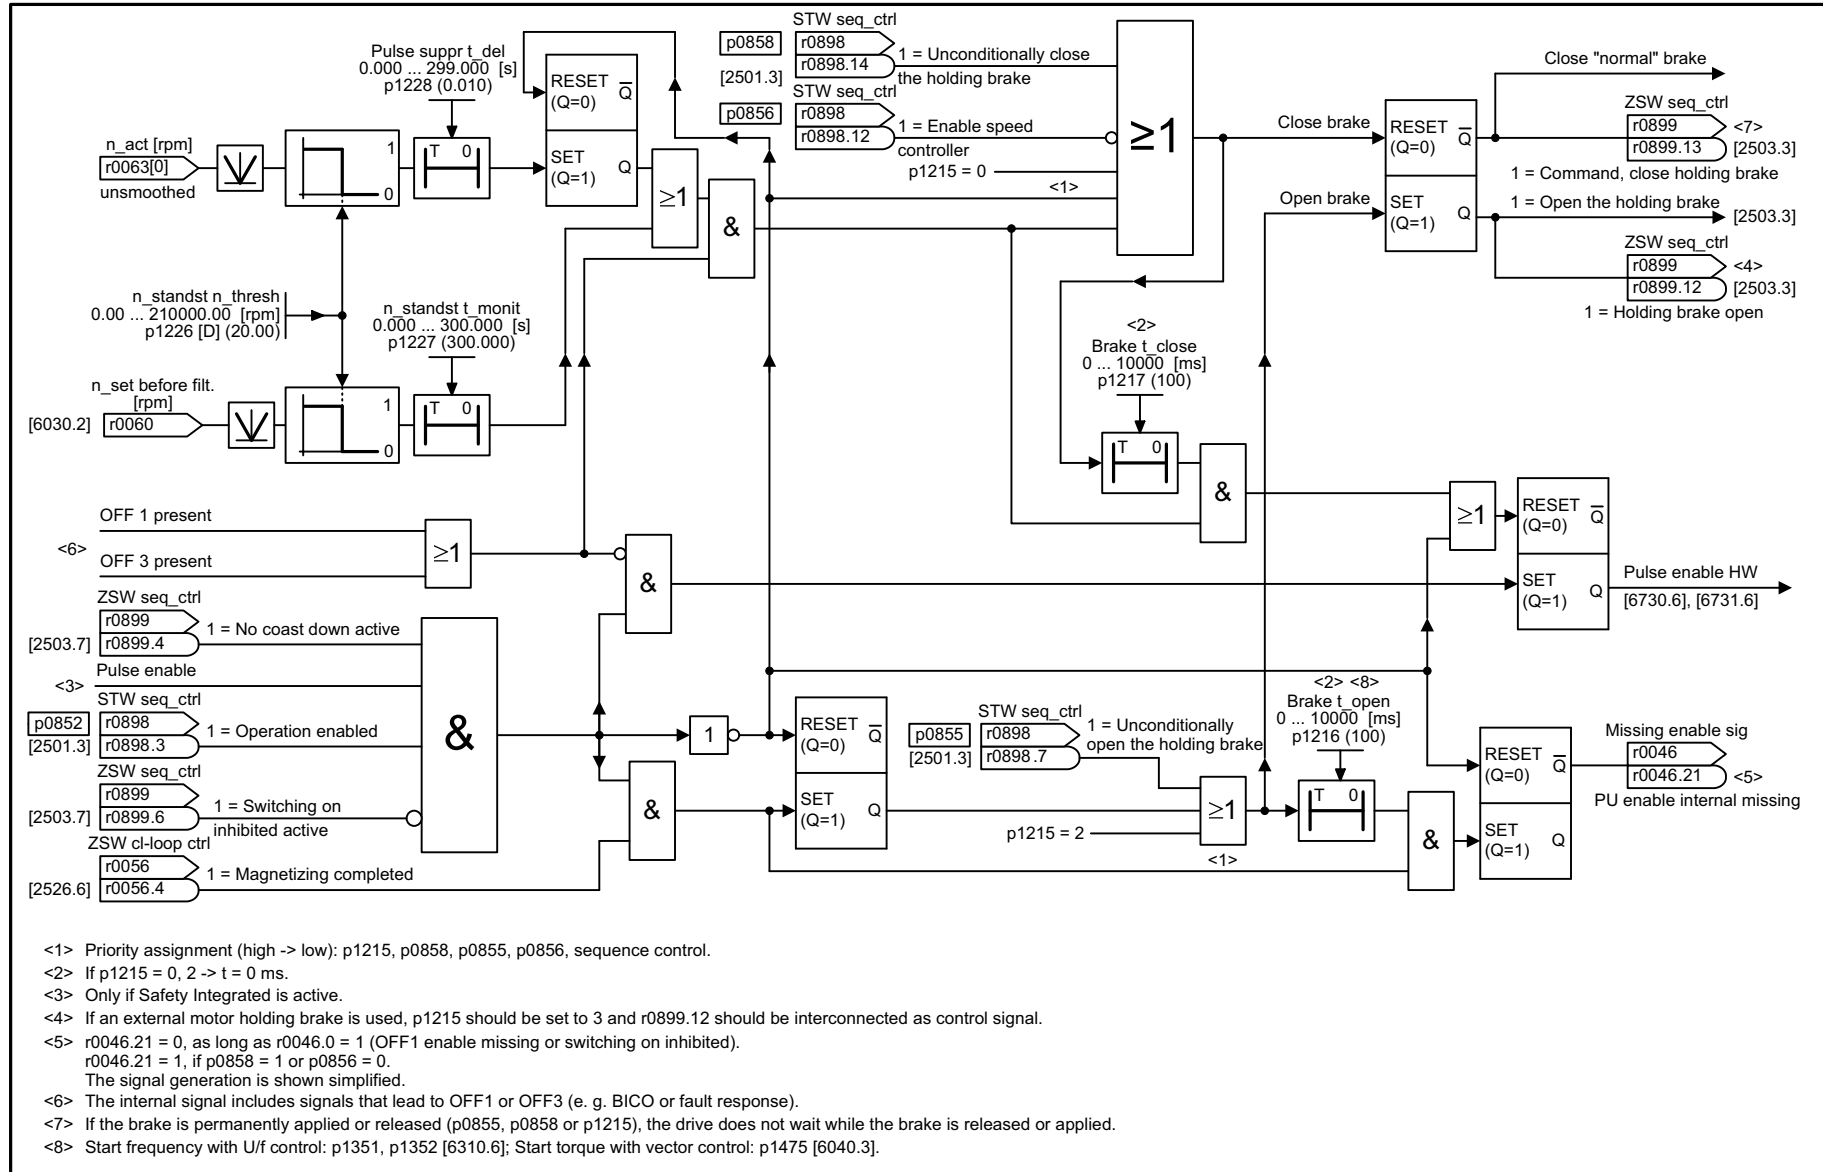 Pulse suppr t_del
0.000 ... 299.000 [s]
p1228 (0.010)
n_act [rpm]
r0063[0]
unsmoothed
1
0
T 0
RESET
(Q=0)
Q
SET
(Q=1)
Q
≥1
&
n_standst n_thresh
0.00 ... 210000.00 [rpm]
p1226 [D] (20.00)
n_standst t_monit
0.000 ... 300.000 [s]
p1227 (300.000)
n_set before filt.
[rpm]
[6030.2]
r0060
1
0
T 0
p0858
[2501.3]
STW seq_ctrl
r0898
r0898.14
1 = Unconditionally close
the holding brake
p0856
STW seq_ctrl
r0898
r0898.12
1 = Enable speed
controller
p1215 = 0
<1>
≥1
Close brake
Open brake
RESET
(Q=0)
Q
SET
(Q=1)
Q
Close "normal" brake
ZSW seq_ctrl
r0899
<7>
r0899.13
[2503.3]
1 = Command, close holding brake
1 = Open the holding brake
[2503.3]
ZSW seq_ctrl
r0899
<4>
r0899.12
[2503.3]
1 = Holding brake open
<2>
Brake t_close
0 ... 10000 [ms]
p1217 (100)
T 0
&
≥1
RESET
(Q=0)
Q
SET
(Q=1)
Q
Pulse enable HW
[6730.6], [6731.6]
OFF 1 present
<6>
OFF 3 present
≥1
&
ZSW seq_ctrl
r0899
[2503.7]
r0899.4
1 = No coast down active
Pulse enable
<3>
STW seq_ctrl
p0852
r0898
[2501.3]
r0898.3
1 = Operation enabled
ZSW seq_ctrl
r0899
[2503.7]
r0899.6
1 = Switching on
inhibited active
ZSW cl-loop ctrl
r0056
[2526.6]
r0056.4
1 = Magnetizing completed
&
1
&
RESET
(Q=0)
Q
SET
(Q=1)
Q
p0855
[2501.3]
STW seq_ctrl
r0898
r0898.7
1 = Unconditionally
open the holding brake
p1215 = 2
<1>
≥1
<2> <8>
Brake t_open
0 ... 10000 [ms]
p1216 (100)
T 0
&
RESET
(Q=0)
Q
SET
(Q=1)
Q
Missing enable sig
r0046
r0046.21
<5>
PU enable internal missing
<1> Priority assignment (high -> low): p1215, p0858, p0855, p0856, sequence control.
<2> If p1215 = 0, 2 -> t = 0 ms.
<3> Only if Safety Integrated is active.
<4> If an external motor holding brake is used, p1215 should be set to 3 and r0899.12 should be interconnected as control signal.
<5> r0046.21 = 0, as long as r0046.0 = 1 (OFF1 enable missing or switching on inhibited).
r0046.21 = 1, if p0858 = 1 or p0856 = 0.
The signal generation is shown simplified.
<6> The internal signal includes signals that lead to OFF1 or OFF3 (e. g. BICO or fault response).
<7> If the brake is permanently applied or released (p0855, p0858 or p1215), the drive does not wait while the brake is released or applied.
<8> Start frequency with U/f control: p1351, p1352 [6310.6]; Start torque with vector control: p1475 [6040.3].